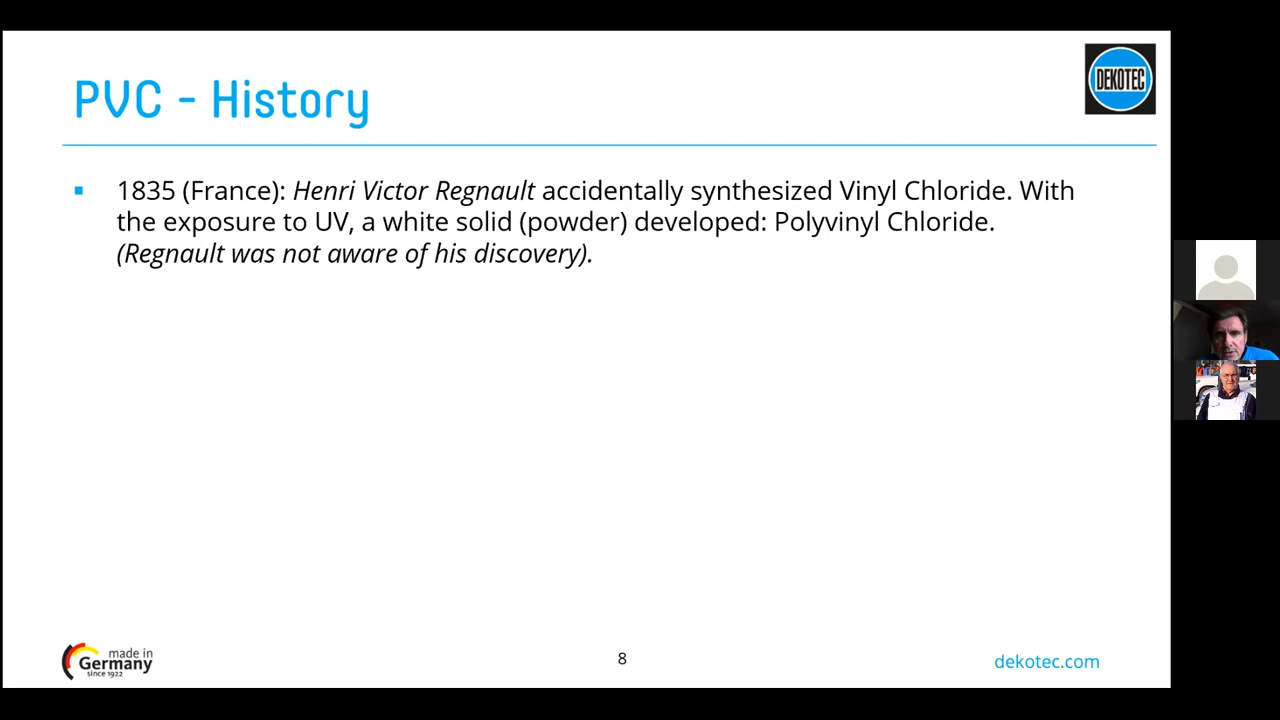 PVC - History
DEKOTEC
1835 (France): Henri Victor Regnault accidentally synthesized Vinyl Chloride. With
the exposure to UV, a white solid (powder) developed: Polyvinyl Chloride.
(Regnault was not aware of his discovery).
made in
Germany
since 1922
8
dekotec.com